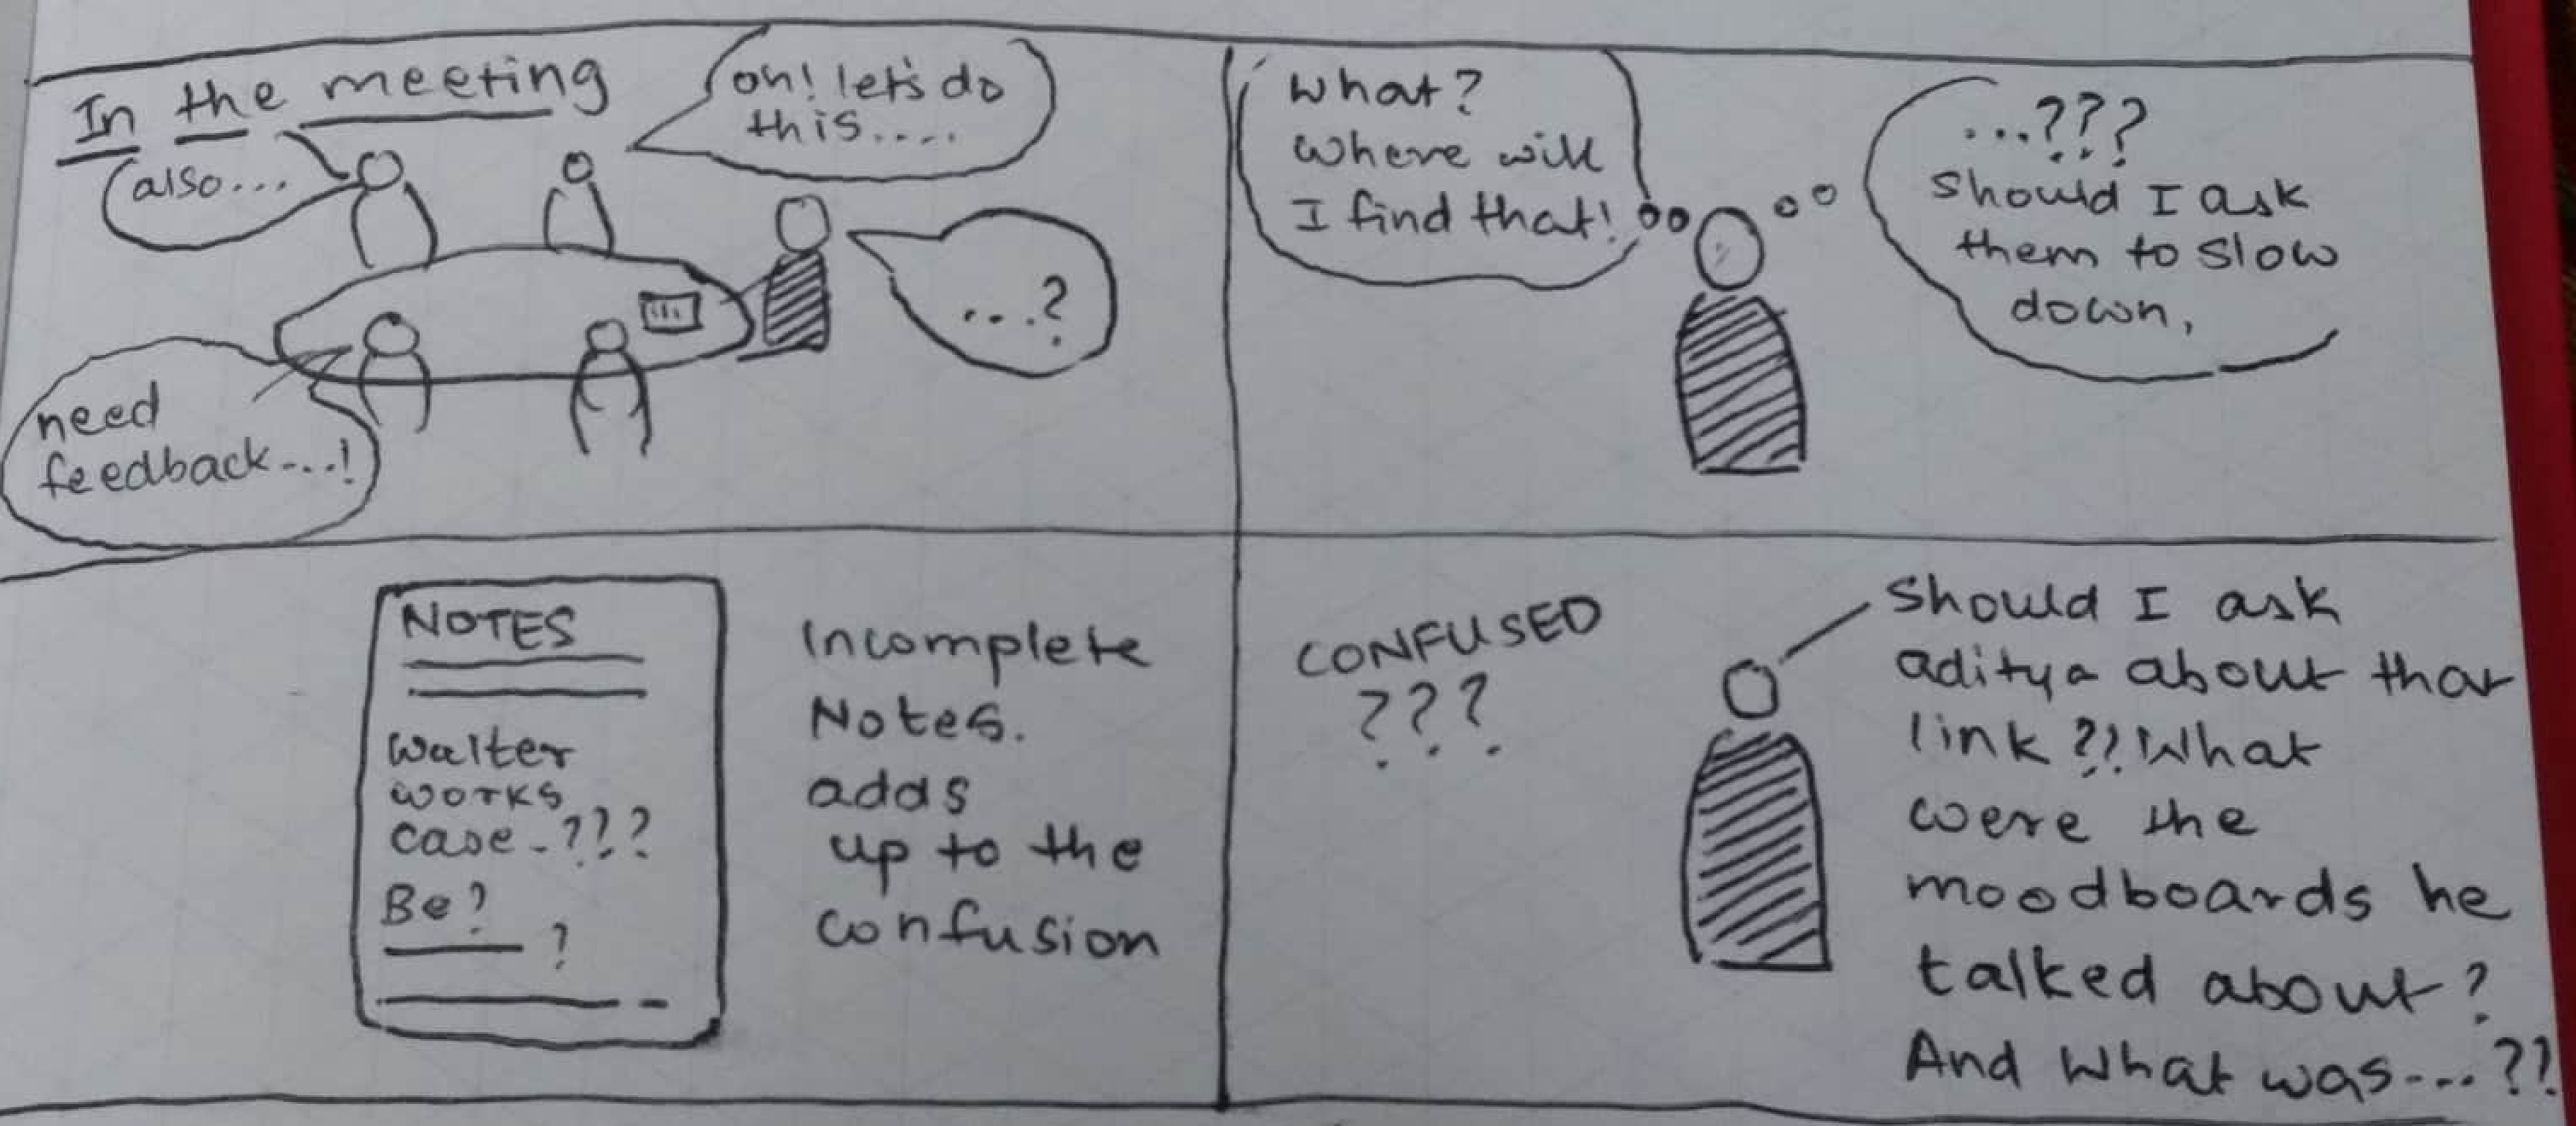 In the meeting
also...
oh! let's do
this....
...?
need
feedback....!
What?
Where will
I find that!
...???
should I ask
them to slow
down,
NOTES
Walter
works
case.???
Be?
?
Incomplete
Notes.
adds
up to the
confusion
CONFUSED
???
Should I ask
aditya about that
link?? What
were the
moodboards he
talked about?
And What was....??